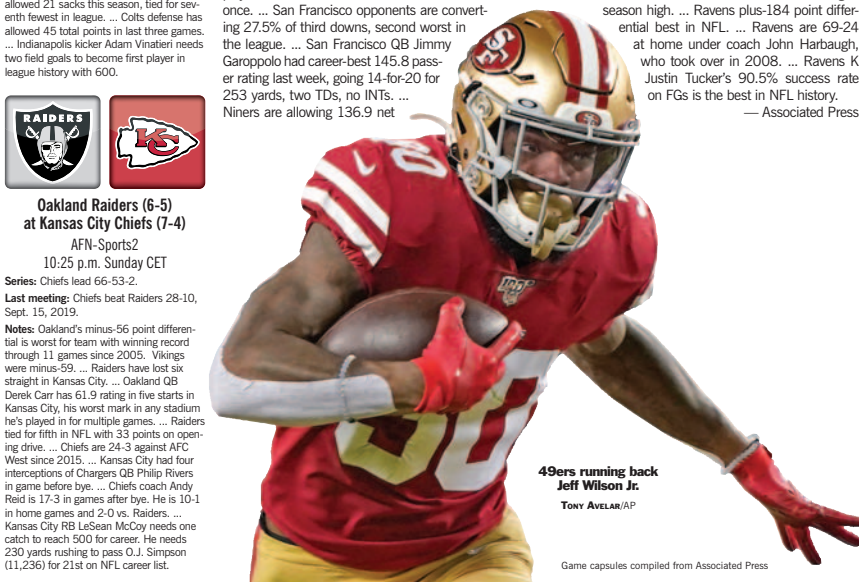 allowed 21 sacks this season, tied for sev-
enth fewest in league. ... Colts defense has
allowed 45 total points in last three games.
... Indianapolis kicker Adam Vinatieri needs
two field goals to become first player in
league history with 600.
RAIDERS
KC
Oakland Raiders (6-5)
at Kansas City Chiefs (7-4)
AFN-Sports2
10:25 p.m. Sunday CET
Series: Chiefs lead 66-53-2.
Last meeting: Chiefs beat Raiders 28-10,
Sept. 15, 2019.
Notes: Oakland's minus-56 point differen-
tial is worst for team with winning record
through 11 games since 2005. Vikings
were minus-59. ... Raiders have lost six
straight in Kansas City. ... Oakland QB
Derek Carr has 61.9 rating in five starts in
Kansas City, his worst mark in any stadium
he's played in for multiple games. ... Raiders
tied for fifth in NFL with 33 points on open-
ing drive. ... Chiefs are 24-3 against AFC
West since 2015. ... Kansas City had four
interceptions of Chargers QB Philip Rivers
in game before bye. ... Chiefs coach Andy
Reid is 17-3 in games after bye. He is 10-1
in home games and 2-0 vs. Raiders. ...
Kansas City RB LeSean McCoy needs one
catch to reach 500 for career. He needs
230 yards rushing to pass O.J. Simpson
(11,236) for 21st on NFL career list.
once. ... San Francisco opponents are convert-
ing 27.5% of third downs, second worst in
the league. ... San Francisco QB Jimmy
Garoppolo had career-best 145.8 pass-
er rating last week, going 14-for-20 for
253 yards, two TDs, no INTs. ...
Niners are allowing 136.9 net
season high. ... Ravens plus-184 point differ-
ential best in NFL. ... Ravens are 69-24
at home under coach John Harbaugh,
who took over in 2008. ... Ravens K
Justin Tucker's 90.5% success rate
on FGs is the best in NFL history.
— Associated Press
SF
30
30
100
30
49ers running back
Jeff Wilson Jr.
TONY AVELAR/AP
Game capsules compiled from Associated Press